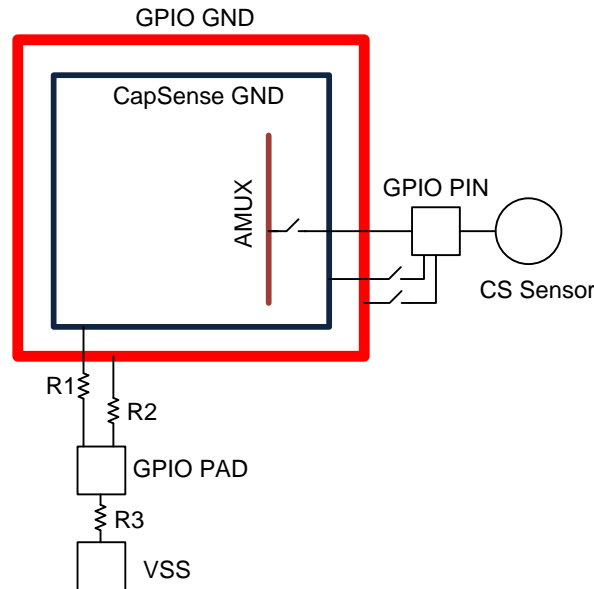 GPIO GND
CapSense GND
AMUX
GPIO PIN
CS Sensor
R1
R2
GPIO PAD
R3
VSS